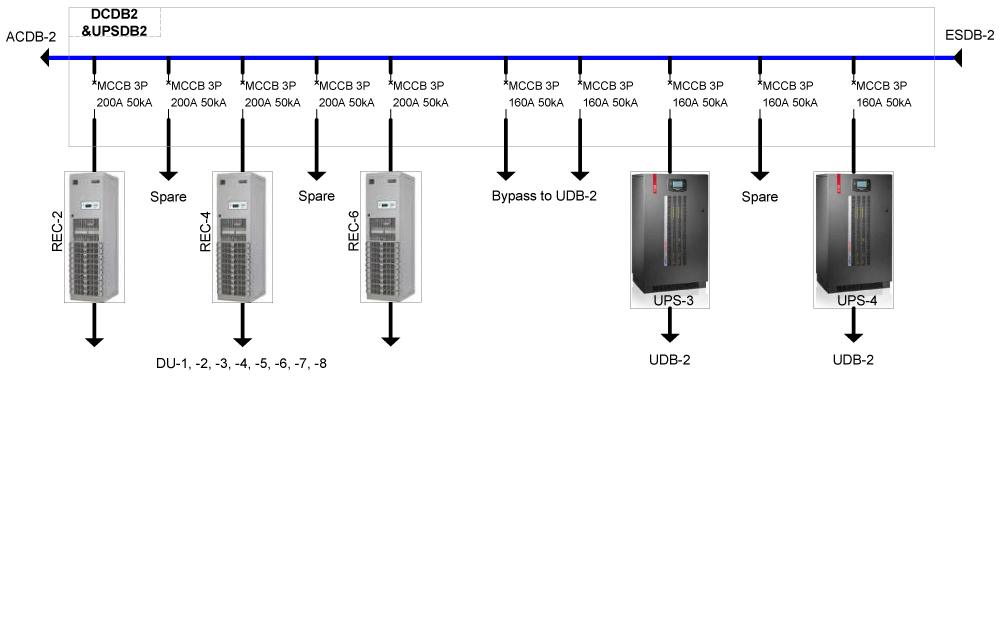 DCDB2
&UPSDB2
ACDB-2
ESDB-2
MCCB 3P
200A 50kA
MCCB 3P
200A 50kA
MCCB 3P
200A 50kA
MCCB 3P
200A 50kA
MCCB 3P
200A 50kA
MCCB 3P
160A 50kA
MCCB 3P
160A 50kA
MCCB 3P
160A 50kA
MCCB 3P
160A 50kA
MCCB 3P
160A 50kA
REC-2
Spare
REC-4
Spare
REC-6
Bypass to UDB-2
Spare
UPS-3
UPS-4
DU-1, -2, -3, -4, -5, -6, -7, -8
UDB-2
UDB-2